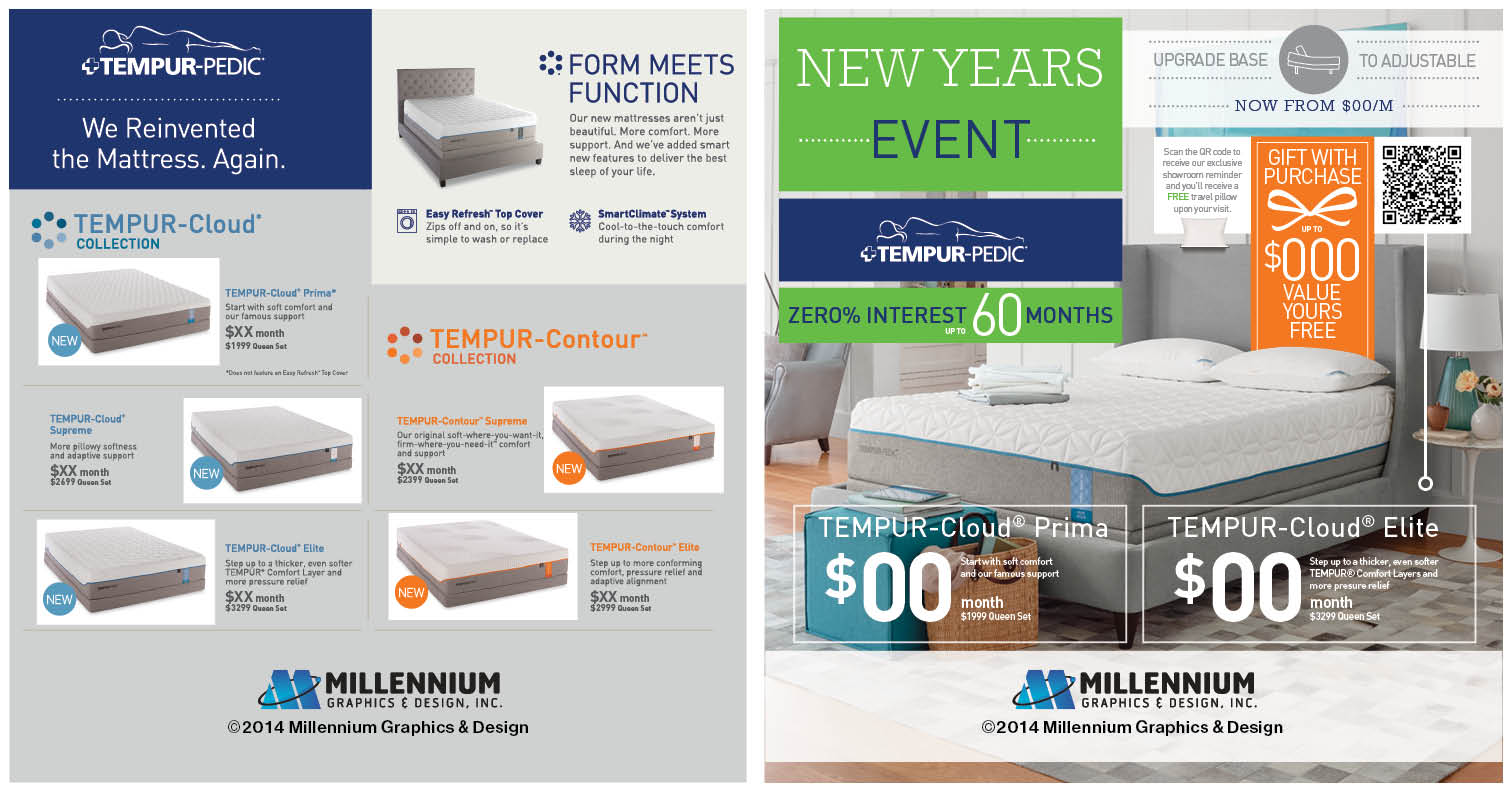 TEMPUR-PEDIC®
We Reinvented
the Mattress. Again.
FORM MEETS
FUNCTION
Our new mattresses aren't just
beautiful. More comfort. More
support. And we've added smart
new features to deliver the best
sleep of your life.
Easy Refresh™ Top Cover
Zips off and on, so it's
simple to wash or replace
SmartClimate™ System
Cool-to-the-touch comfort
during the night
TEMPUR-Cloud®
COLLECTION
NEW
TEMPUR-Cloud® Prima*
Start with soft comfort and
our famous support
$XX month
$1999 Queen Set
*Does not feature an Easy Refresh™ Top Cover
TEMPUR-Cloud®
Supreme
More pillowy softness
and adaptive support
$XX month
$2699 Queen Set
NEW
NEW
TEMPUR-Cloud® Elite
Step up to a thicker, even softer
TEMPUR® Comfort Layer and
more pressure relief
$XX month
$3299 Queen Set
TEMPUR-Contour™
COLLECTION
TEMPUR-Contour™ Supreme
Our original soft-where-you-want-it,
firm-where-you-need-it™ comfort
and support
$XX month
$2399 Queen Set
NEW
NEW
TEMPUR-Contour™ Elite
Step up to more conforming
comfort, pressure relief and
adaptive alignment
$XX month
$2999 Queen Set
MILLENNIUM
GRAPHICS & DESIGN, INC.
©2014 Millennium Graphics & Design
NEW YEARS
EVENT
TEMPUR-PEDIC®
ZERO% INTEREST UP TO 60 MONTHS
UPGRADE BASE TO ADJUSTABLE
NOW FROM $00/M
Scan the QR code to
receive our exclusive
showroom reminder
and you'll receive a
FREE travel pillow
upon your visit.
GIFT WITH
PURCHASE
UP TO
$000
VALUE
YOURS
FREE
TEMPUR-PEDIC
TEMPUR-Cloud® Prima
$00
Start with soft comfort
and our famous support
month
$1999 Queen Set
TEMPUR-Cloud® Elite
$00
Step up to a thicker, even softer
TEMPUR® Comfort Layers and
more presure relief
month
$3299 Queen Set
MILLENNIUM
GRAPHICS & DESIGN, INC.
©2014 Millennium Graphics & Design